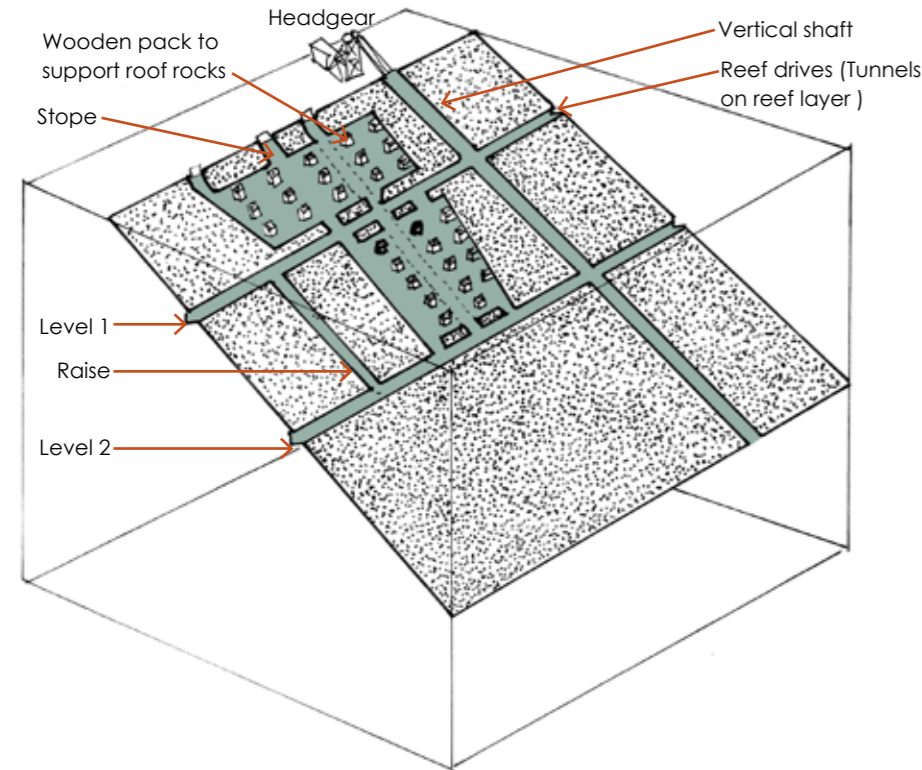 Headgear
Wooden pack to
support roof rocks
Stope
Vertical shaft
Reef drives (Tunnels
on reef layer )
Level 1
Raise
Level 2